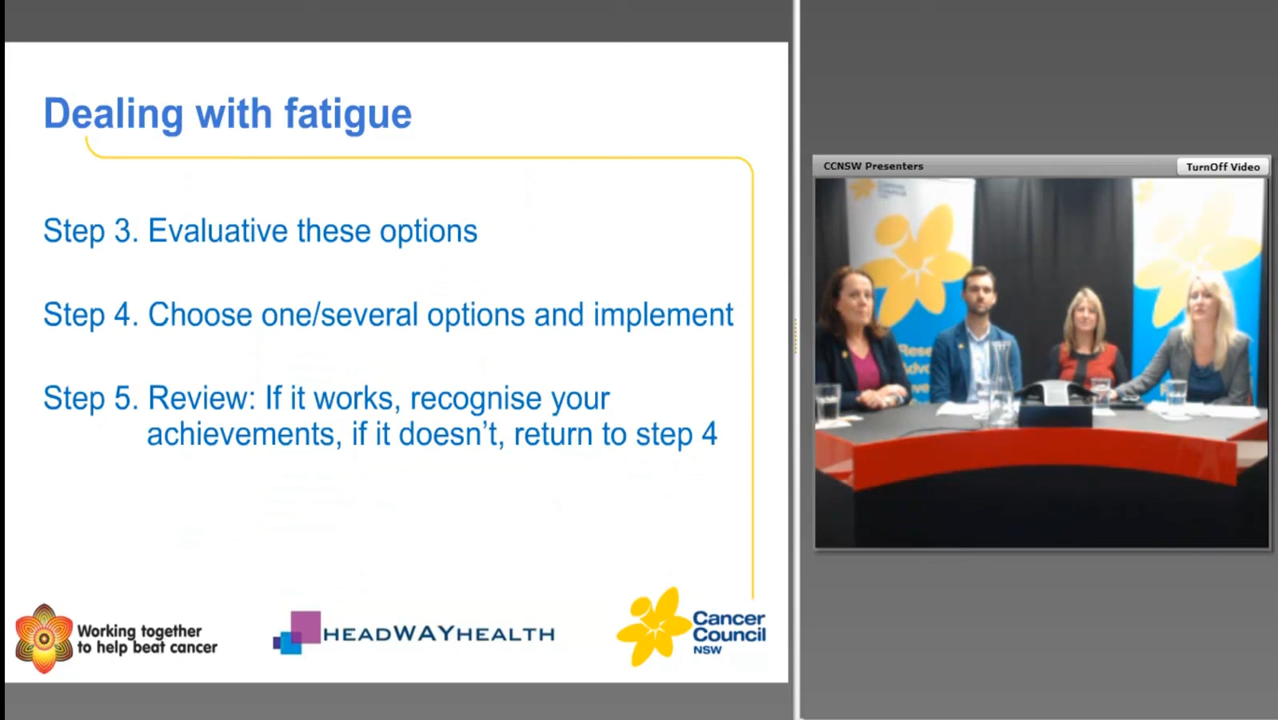 Dealing with fatigue
Step 3. Evaluative these options
Step 4. Choose one/several options and implement
Step 5. Review: If it works, recognise your
achievements, if it doesn't, return to step 4
Working together
to help beat cancer
HEADWAYHEALTH
Cancer
Council
NSW
CCNSW Presenters
TurnOff Video